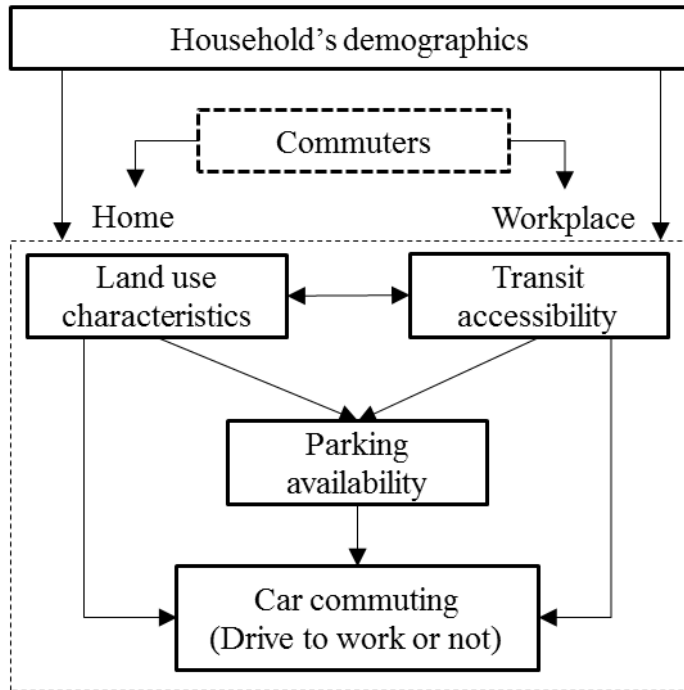 Household’s demographics
Commuters
Home
Workplace
Land use
characteristics
Transit
accessibility
Parking
availability
Car commuting
(Drive to work or not)